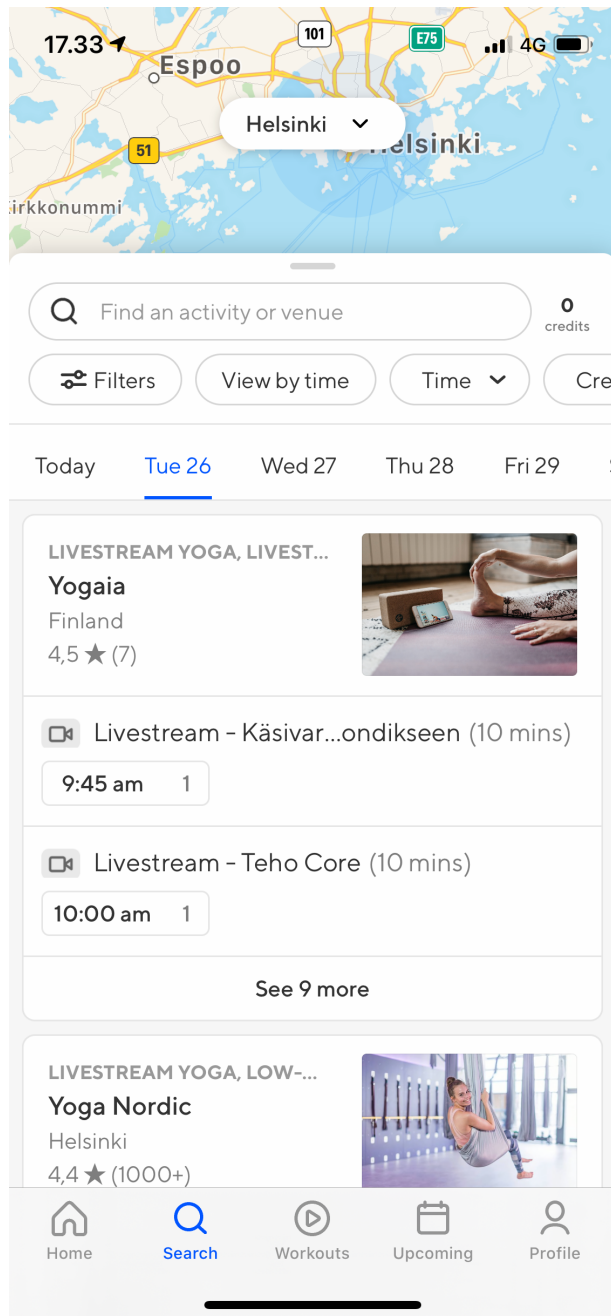 17.33
101
E75
4G
Espoo
Helsinki
51
Helsinki
irkkonummi
Find an activity or venue
0
credits
Filters
View by time
Time
Cre
Today
Tue 26
Wed 27
Thu 28
Fri 29
LIVESTREAM YOGA, LIVEST...
Yogaia
Finland
4,5 ★ (7)
Livestream - Käsivar...ondikseen (10 mins)
9:45 am 1
Livestream - Teho Core (10 mins)
10:00 am 1
See 9 more
LIVESTREAM YOGA, LOW-...
Yoga Nordic
Helsinki
4,4 ★ (1000+)
Home
Search
Workouts
Upcoming
Profile